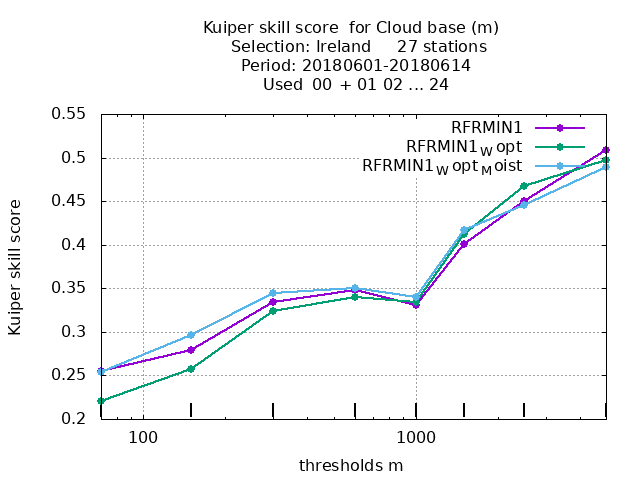 Kuiper skill score  for Cloud base (m)
Selection: Ireland     27 stations
Period: 20180601-20180614
Used  00 + 01 02 ... 24
RFRMIN1
RFRMIN1_W opt
RFRMIN1_W opt_M oist
0.55
0.5
0.45
0.4
0.35
0.3
0.25
0.2
Kuiper skill score
100 1000
thresholds m